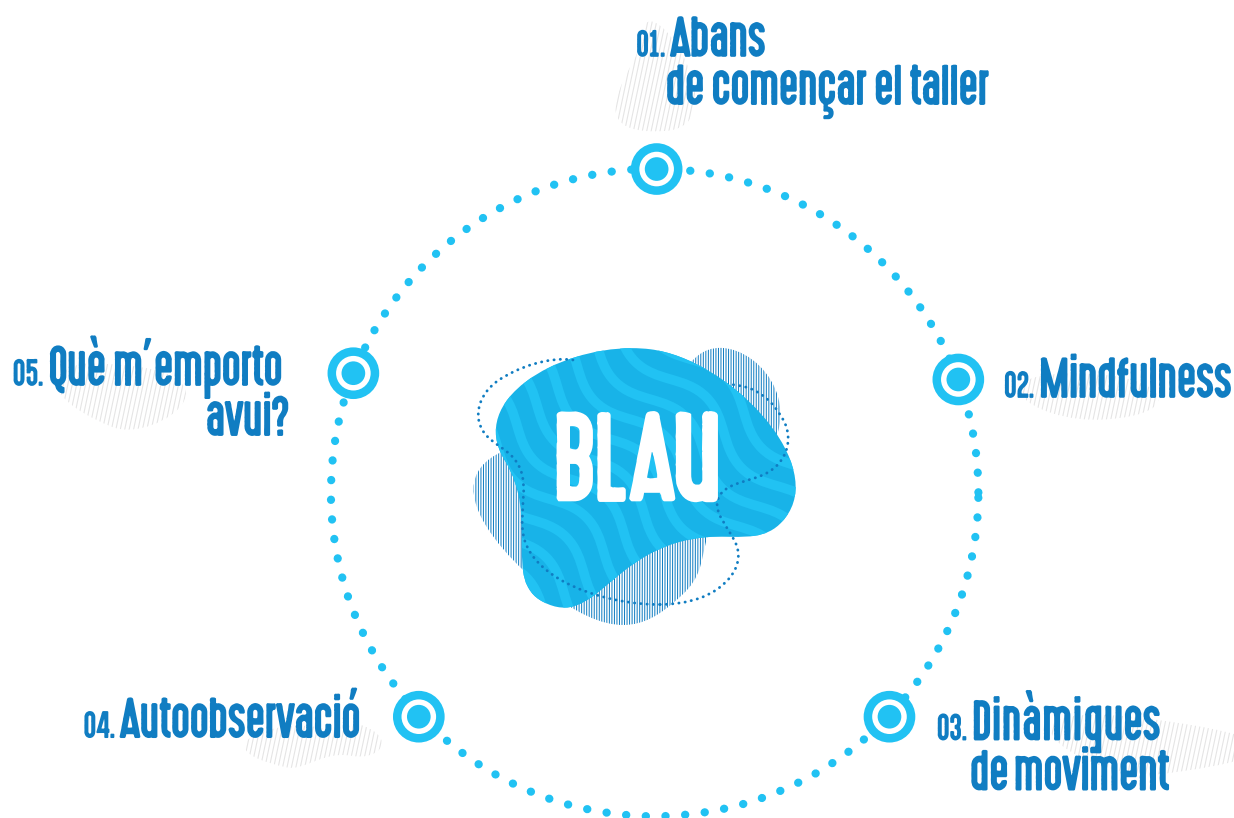 01. Abans
de començar el taller
02. Mindfulness
03. Dinàmiques
de moviment
04. Autoobservació
05. Què m'emporto
avui?
BLAU